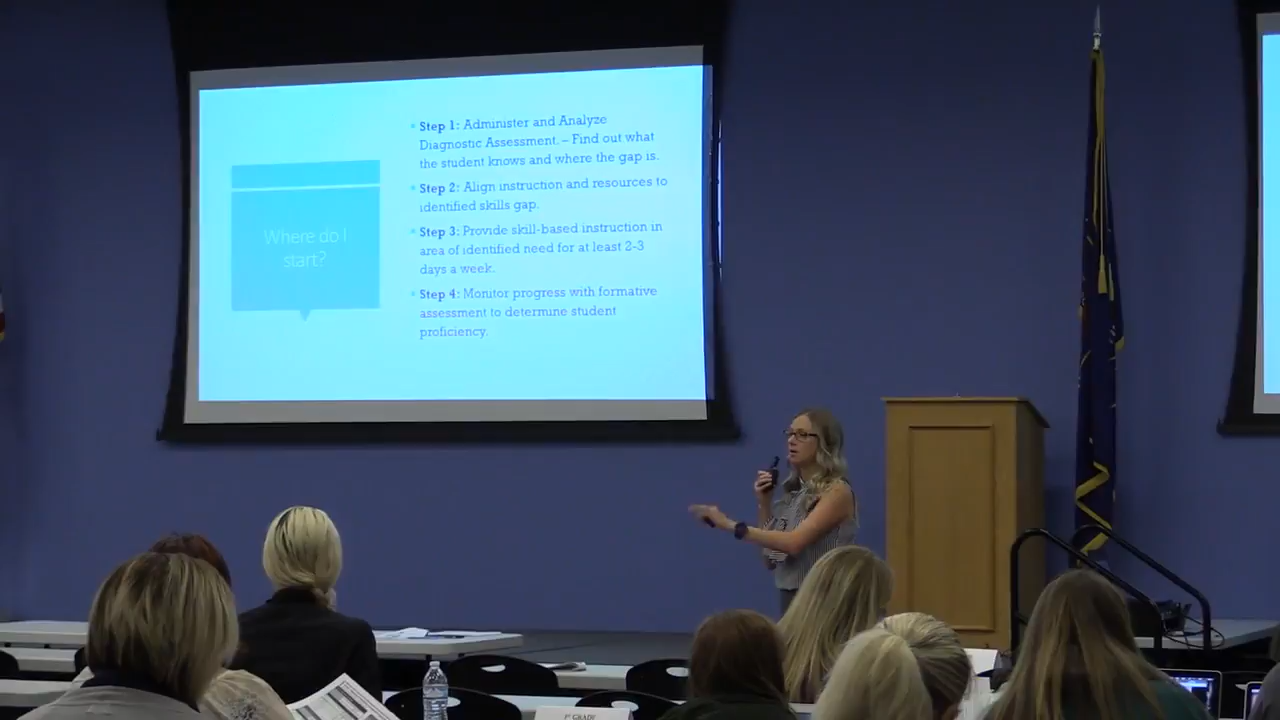 Where do I
start?
Step 1: Administer and Analyze
Diagnostic Assessment. – Find out what
the student knows and where the gap is.
Step 2: Align instruction and resources to
identified skills gap.
Step 3: Provide skill-based instruction in
area of identified need for at least 2-3
days a week.
Step 4: Monitor progress with formative
assessment to determine student
proficiency.
GRADE